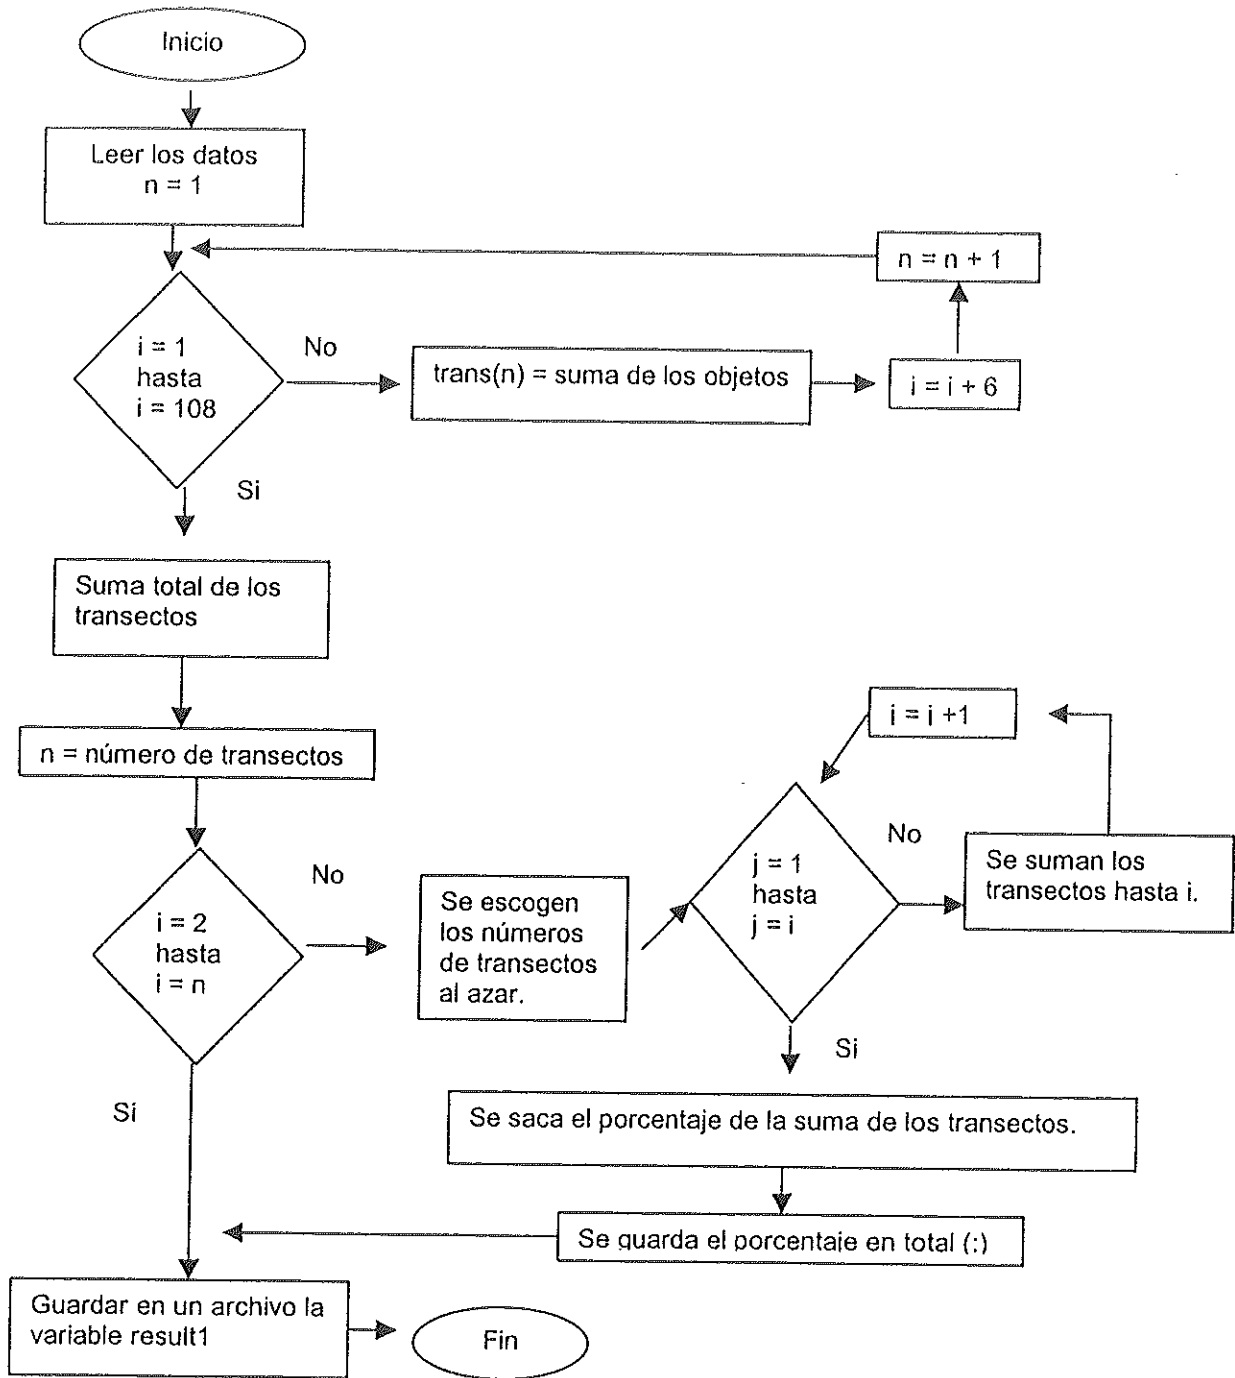 Inicio
Leer los datos
n = 1
n = n + 1
i = 1
hasta
i = 108
No
trans(n) = suma de los objetos
i = i + 6
Si
Suma total de los
transectos
n = número de transectos
i = i +1
i = 2
hasta
i = n
No
Se escogen
los números
de transectos
al azar.
j = 1
hasta
j = i
No
Se suman los
transectos hasta i.
Si
Sí
Se saca el porcentaje de la suma de los transectos.
Se guarda el porcentaje en total (:)
Guardar en un archivo la
variable result1
Fin